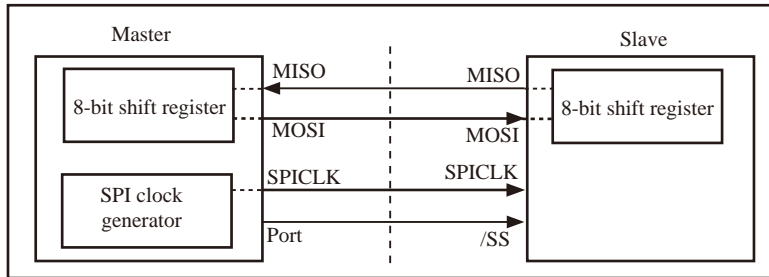 Master
Slave
MISO
MISO
8-bit shift register
8-bit shift register
MOSI
MOSI
SPICLK
SPICLK
SPI clock
generator
Port
/SS